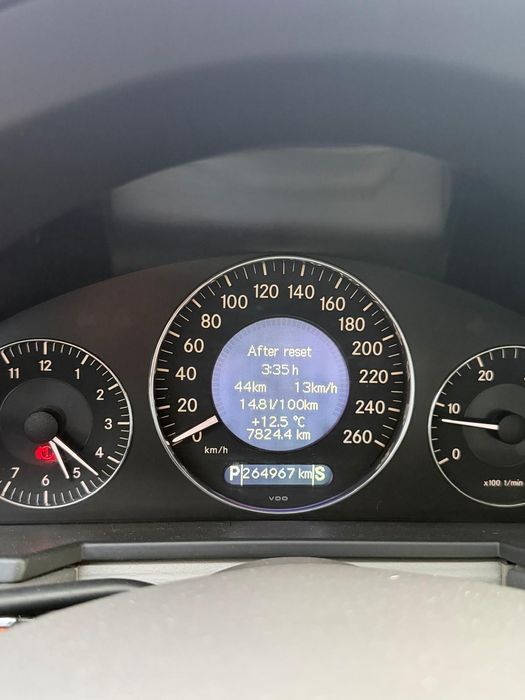 After reset
3:35 h
44km 13km/h
14.8l/100km
+12.5 °C
7824.4 km
0 20 40 60 80 100 120 140 160 180 200 220 240 260
km/h
P 264967 km S
VDO
11 12 1 2 3 4 5 6 7
0 10 20
x100 1/min